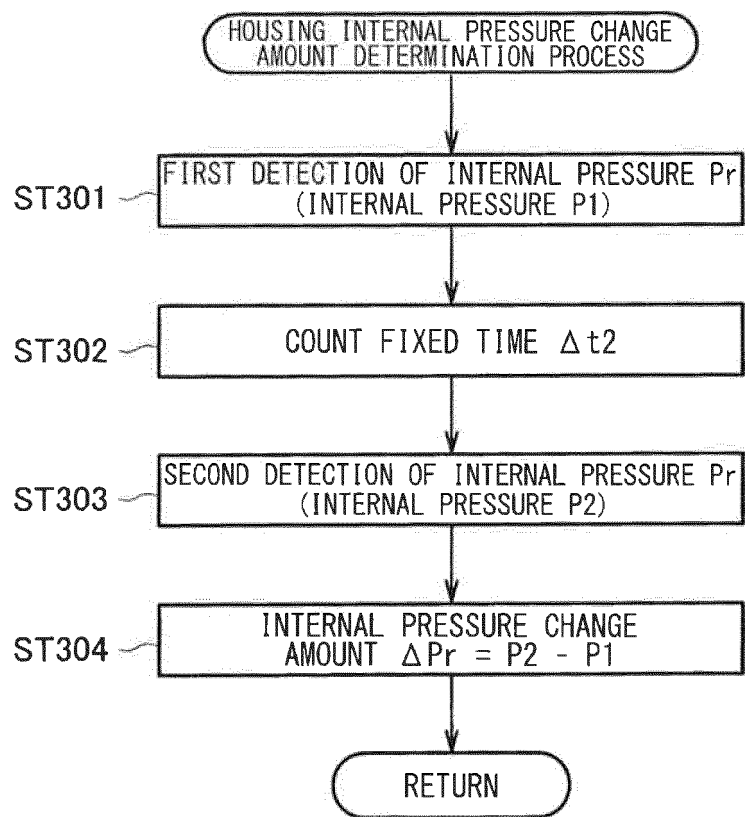 HOUSING INTERNAL PRESSURE CHANGE
AMOUNT DETERMINATION PROCESS
ST301
FIRST DETECTION OF INTERNAL PRESSURE Pr
(INTERNAL PRESSURE P1)
ST302
COUNT FIXED TIME Δt2
ST303
SECOND DETECTION OF INTERNAL PRESSURE Pr
(INTERNAL PRESSURE P2)
ST304
INTERNAL PRESSURE CHANGE
AMOUNT ΔPr = P2 - P1
RETURN